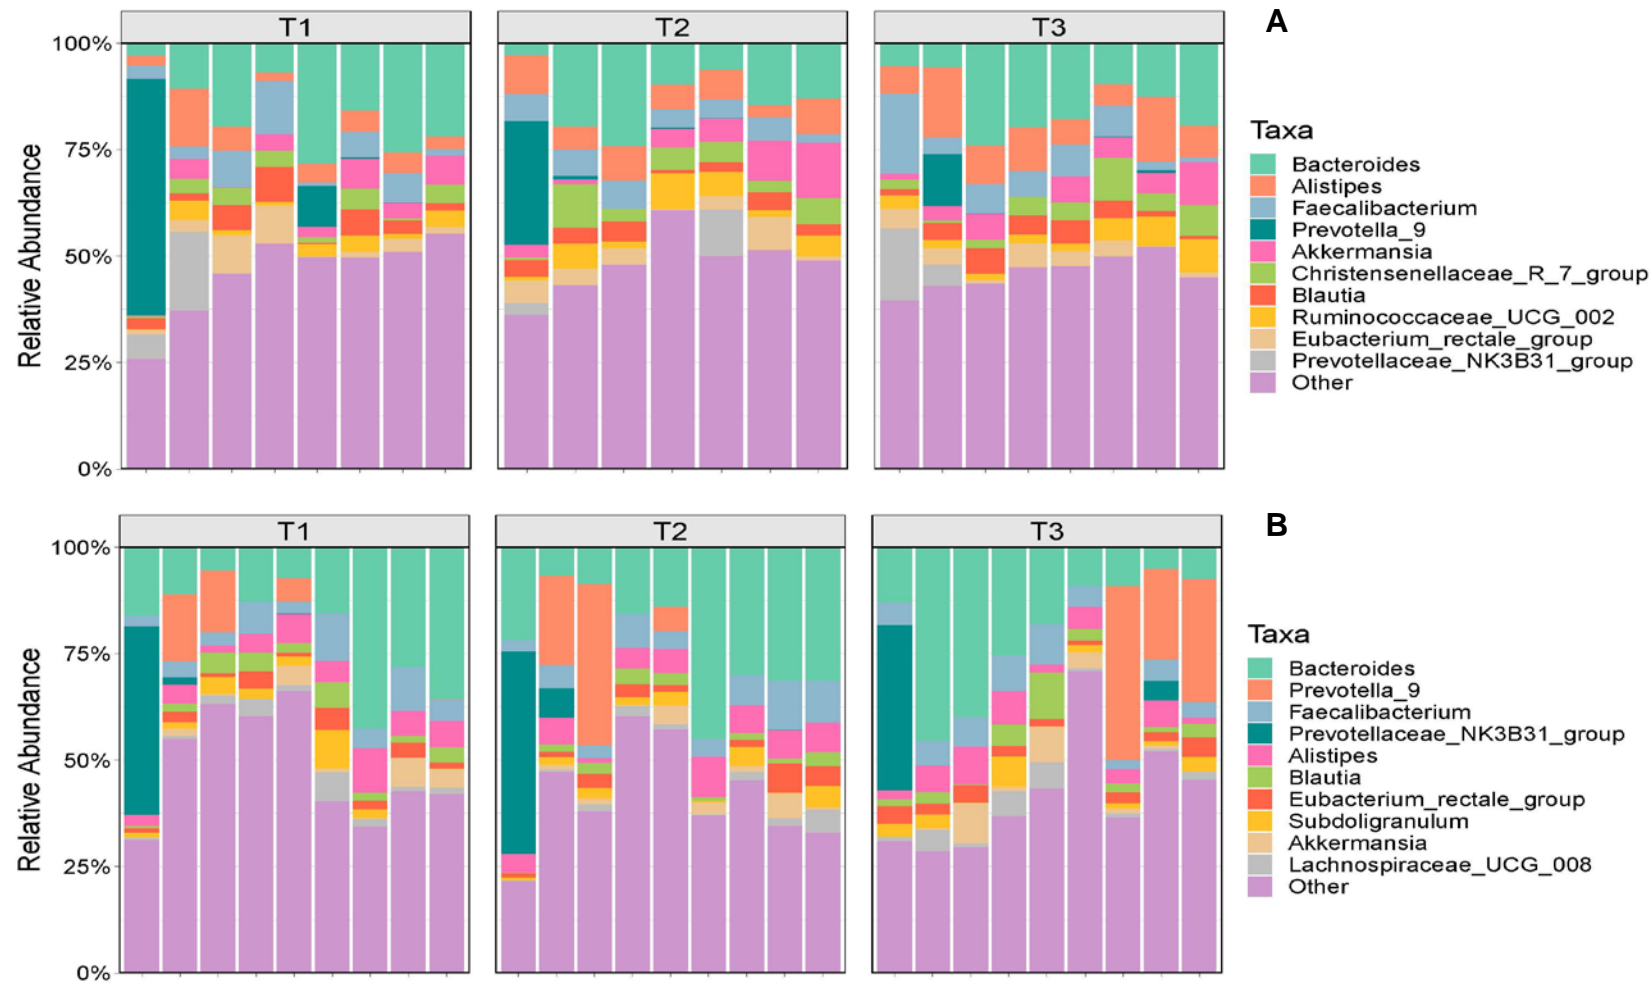 A
T1
T2
T3
100%
75%
50%
25%
0%
Relative Abundance
Taxa
Bacteroides
Alistipes
Faecalibacterium
Prevotella_9
Akkermansia
Christensenellaceae_R_7_group
Blautia
Ruminococcaceae_UCG_002
Eubacterium_rectale_group
Prevotellaceae_NK3B31_group
Other
B
T1
T2
T3
100%
75%
50%
25%
0%
Relative Abundance
Taxa
Bacteroides
Prevotella_9
Faecalibacterium
Prevotellaceae_NK3B31_group
Alistipes
Blautia
Eubacterium_rectale_group
Subdoligranulum
Akkermansia
Lachnospiraceae_UCG_008
Other